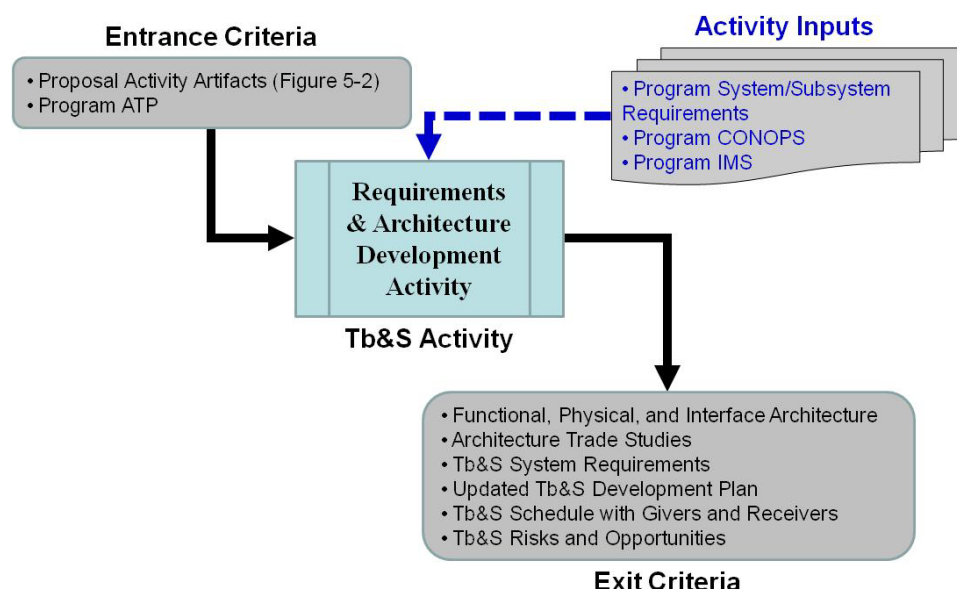 Entrance Criteria
• Proposal Activity Artifacts (Figure 5-2)
• Program ATP
Activity Inputs
• Program System/Subsystem
Requirements
• Program CONOPS
• Program IMS
Requirements
& Architecture
Development
Activity
Tb&S Activity
• Functional, Physical, and Interface Architecture
• Architecture Trade Studies
• Tb&S System Requirements
• Updated Tb&S Development Plan
• Tb&S Schedule with Givers and Receivers
• Tb&S Risks and Opportunities
Exit Criteria